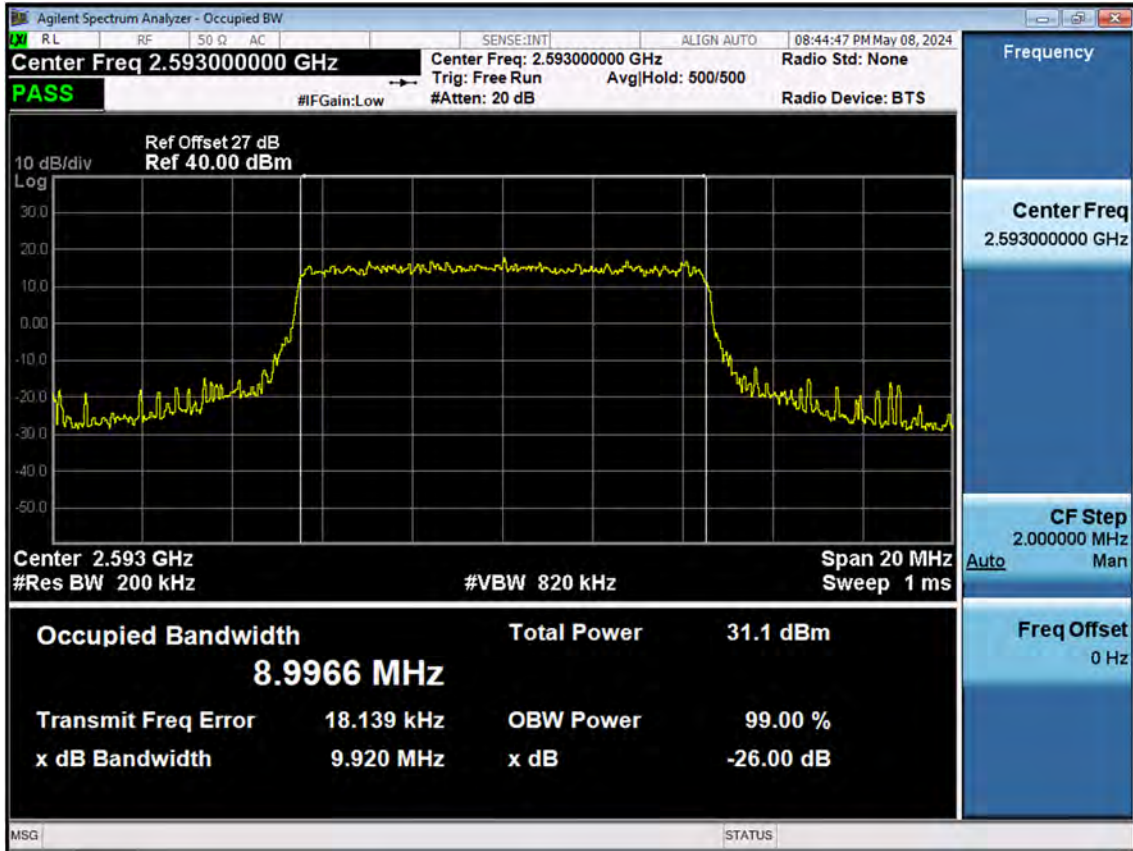 Agilent Spectrum Analyzer - Occupied BW
LXI RL RF 50 Ω AC SENSE:INT ALIGN AUTO 08:44:47 PM May 08, 2024
Center Freq 2.593000000 GHz
Center Freq: 2.593000000 GHz
Radio Std: None
Trig: Free Run Avg|Hold: 500/500
PASS
#IFGain:Low
#Atten: 20 dB
Radio Device: BTS
Ref Offset 27 dB
10 dB/div Ref 40.00 dBm
Log
30.0
20.0
10.0
0.00
-10.0
-20.0
-30.0
-40.0
-50.0
Center 2.593 GHz Span 20 MHz
#Res BW 200 kHz #VBW 820 kHz Sweep 1 ms
Occupied Bandwidth Total Power 31.1 dBm
8.9966 MHz
Transmit Freq Error 18.139 kHz OBW Power 99.00 %
x dB Bandwidth 9.920 MHz x dB -26.00 dB
MSG STATUS
Frequency
Center Freq
2.593000000 GHz
CF Step
2.000000 MHz
Auto Man
Freq Offset
0 Hz